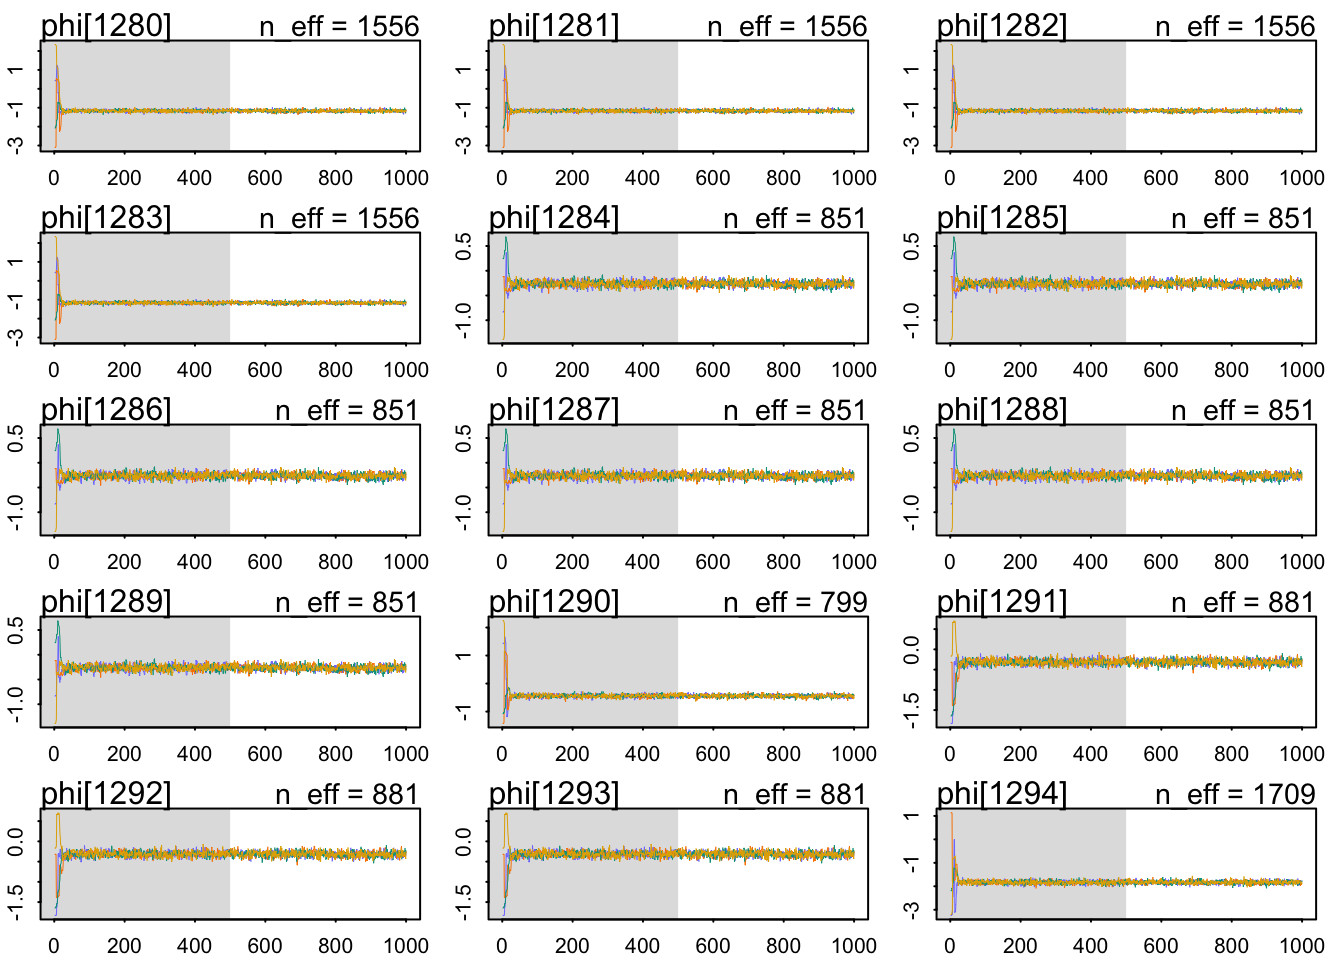 phi[1280] n_eff = 1556 phi[1281] n_eff = 1556 phi[1282] n_eff = 1556
1 1 1
-1 -1 -1
-3 -3 -3
0 200 400 600 800 1000 0 200 400 600 800 1000 0 200 400 600 800 1000
phi[1283] n_eff = 1556 phi[1284] n_eff = 851 phi[1285] n_eff = 851
1 0.5 0.5
-1 -1.0 -1.0
-3
0 200 400 600 800 1000 0 200 400 600 800 1000 0 200 400 600 800 1000
phi[1286] n_eff = 851 phi[1287] n_eff = 851 phi[1288] n_eff = 851
0.5 0.5 0.5
-1.0 -1.0 -1.0
0 200 400 600 800 1000 0 200 400 600 800 1000 0 200 400 600 800 1000
phi[1289] n_eff = 851 phi[1290] n_eff = 799 phi[1291] n_eff = 881
0.5 1 0.0
-1.0 -1 -1.5
0 200 400 600 800 1000 0 200 400 600 800 1000 0 200 400 600 800 1000
phi[1292] n_eff = 881 phi[1293] n_eff = 881 phi[1294] n_eff = 1709
0.0 0.0 1
-1.5 -1.5 -1
-3
0 200 400 600 800 1000 0 200 400 600 800 1000 0 200 400 600 800 1000